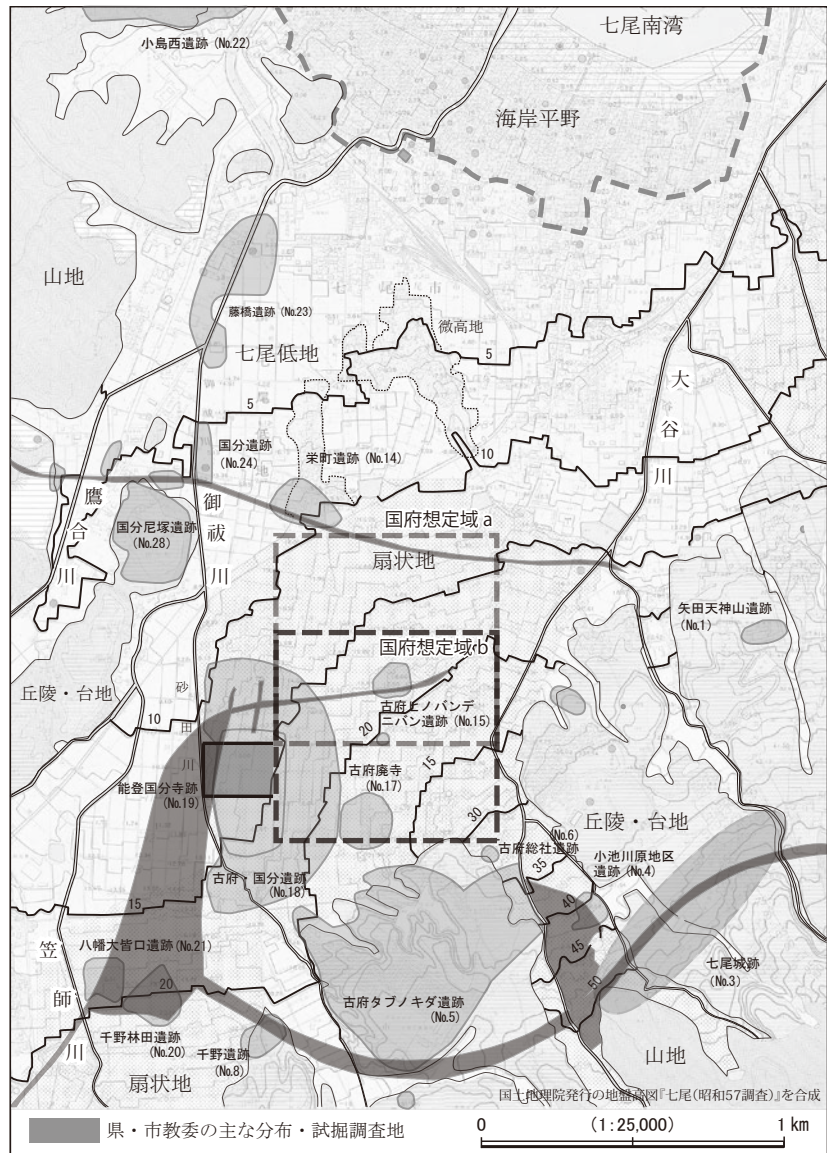 小島西遺跡 (No.22)
七尾南湾
海岸平野
山地
藤橋遺跡 (No.23)
七尾低地
微高地
5
大谷川
5
国分遺跡
(No.24)
栄町遺跡 (No.14)
10
鷹合川
御祓川
国分尼塚遺跡
(No.28)
国府想定域 a
扇状地
矢田天神山遺跡
(No.1)
国府想定域 b
丘陵・台地
砂田川
10
古府ヒノバンデ
ニバン遺跡 (No.15)
20
15
能登国分寺跡
(No.19)
古府廃寺
(No.17)
30
丘陵・台地
(No.6)
古府総社遺跡
35
小池川原地区
遺跡 (No.4)
古府・国分遺跡
(No.18)
40
15
45
笠師川
八幡大皆口遺跡 (No.21)
七尾城跡
(No.3)
20
50
古府タブノキダ遺跡
(No.5)
千野林田遺跡
(No.20)
千野遺跡
(No.8)
山地
扇状地
国土地理院発行の地盤高図『七尾(昭和57調査)』を合成
県・市教委の主な分布・試掘調査地
0 (1:25,000) 1 km